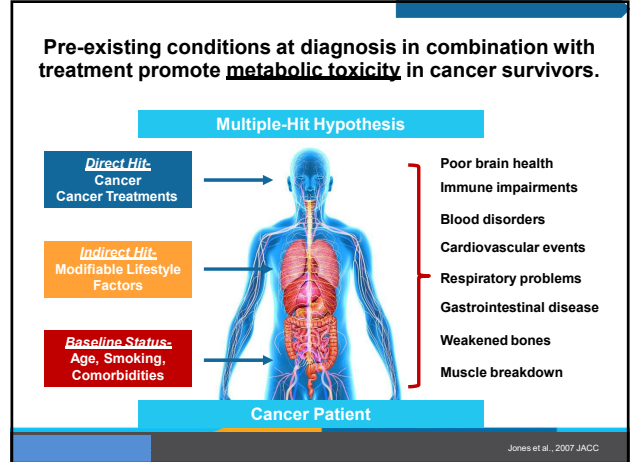 Pre-existing conditions at diagnosis in combination with
treatment promote metabolic toxicity in cancer survivors.
Multiple-Hit Hypothesis
Direct Hit-
Cancer
Cancer Treatments
Indirect Hit-
Modifiable Lifestyle
Factors
Baseline Status-
Age, Smoking,
Comorbidities
Poor brain health
Immune impairments
Blood disorders
Cardiovascular events
Respiratory problems
Gastrointestinal disease
Weakened bones
Muscle breakdown
Cancer Patient
Jones et al., 2007 JACC